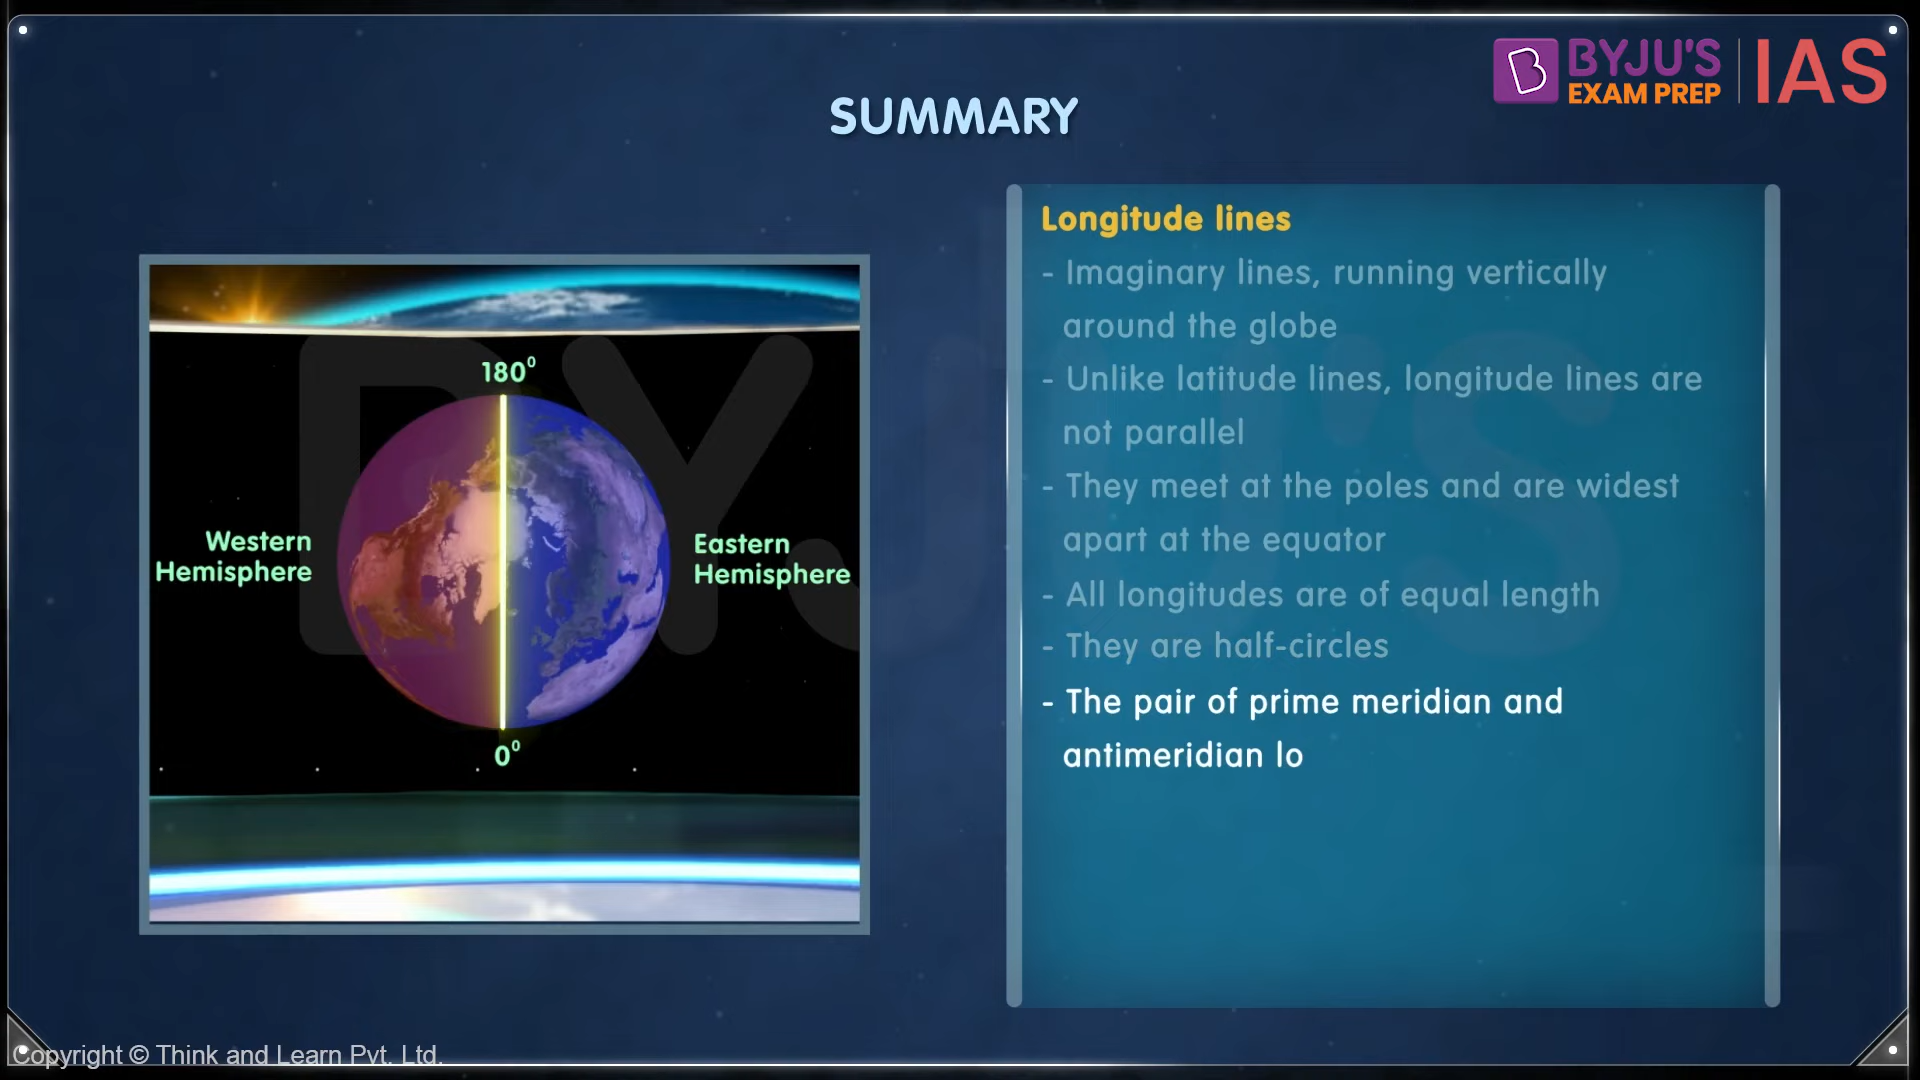 BYJU'S
EXAM PREP
IAS
SUMMARY
180⁰
Western
Hemisphere
Eastern
Hemisphere
0⁰
Longitude lines
- Imaginary lines, running vertically
around the globe
- Unlike latitude lines, longitude lines are
not parallel
- They meet at the poles and are widest
apart at the equator
- All longitudes are of equal length
- They are half-circles
- The pair of prime meridian and
antimeridian lo
BYJU'S
Copyright © Think and Learn Pvt. Ltd.